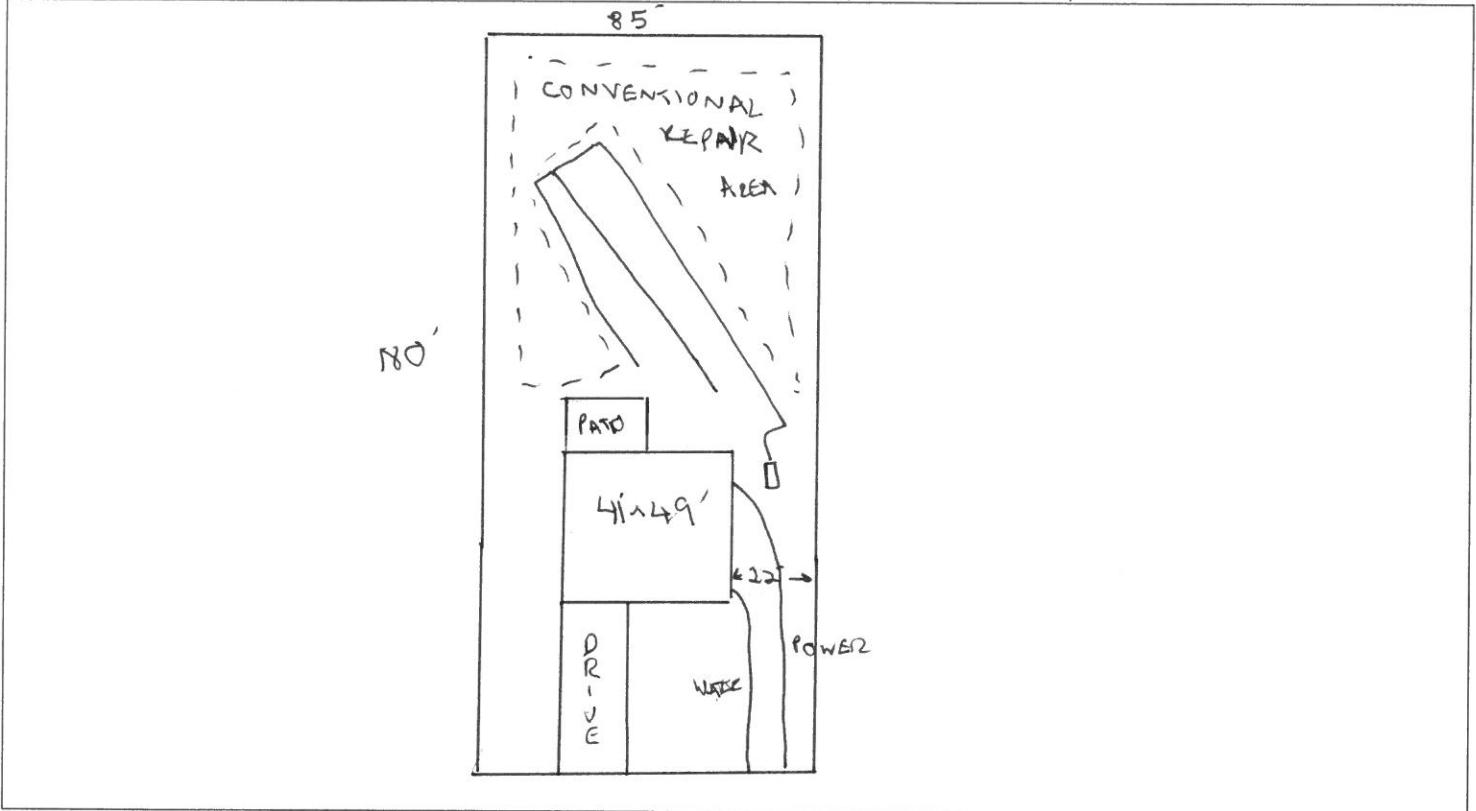 85'
CONVENTIONAL
REPAIR
AREA
180'
PATIO
41'x49'
22'
POWER
WATER
DRIVE